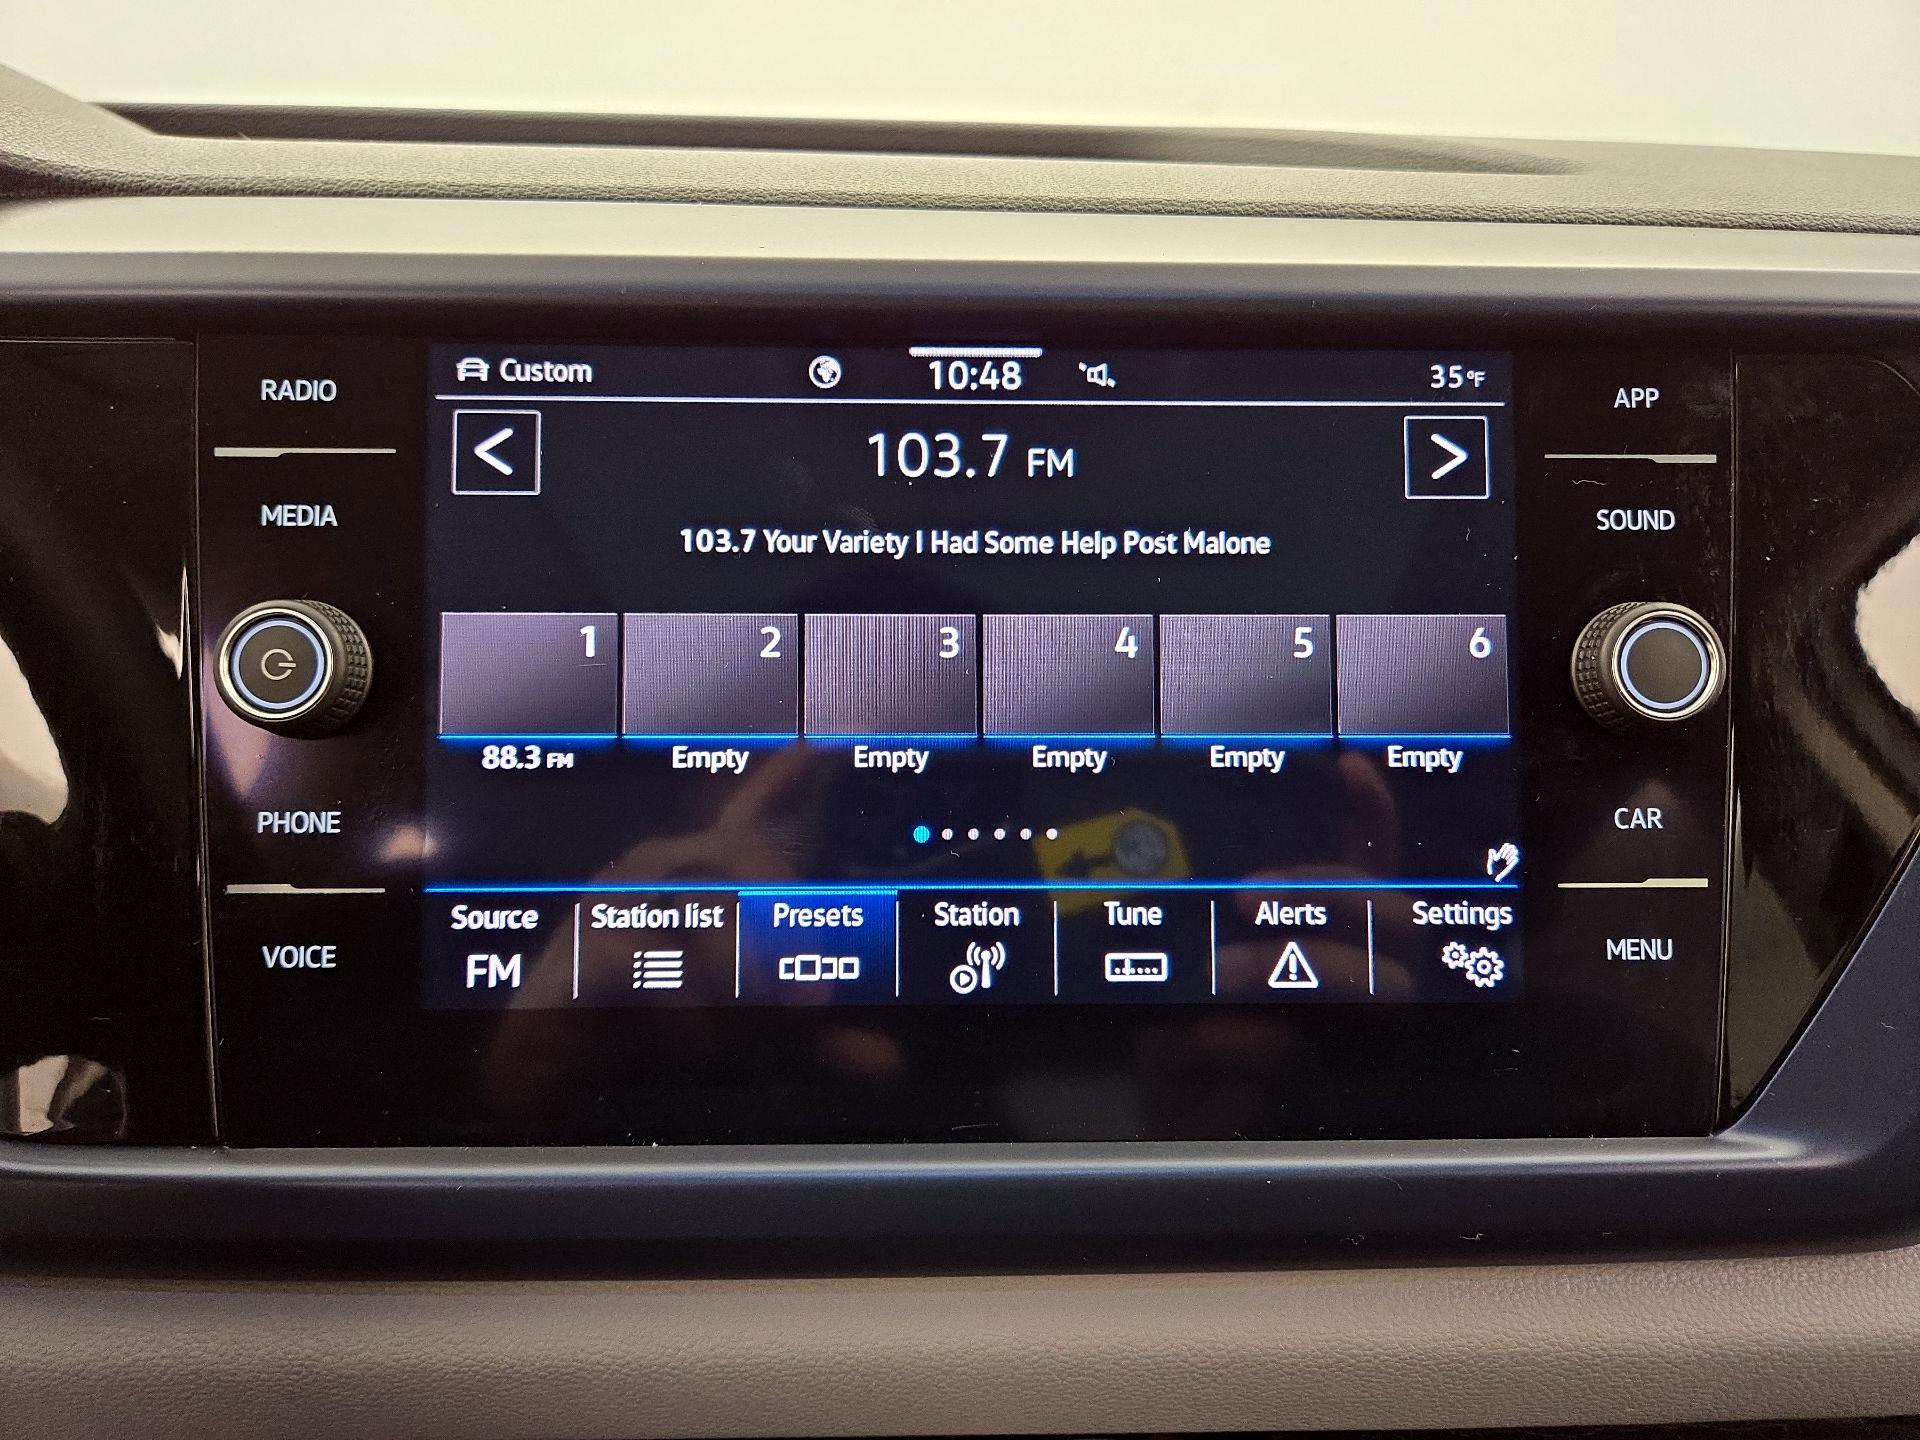 RADIO
MEDIA
PHONE
VOICE
Custom
10:48
35°F
103.7 FM
103.7 Your Variety I Had Some Help Post Malone
1 2 3 4 5 6
88.3 FM Empty Empty Empty Empty Empty
Source Station list Presets Station Tune Alerts Settings
FM
APP
SOUND
CAR
MENU